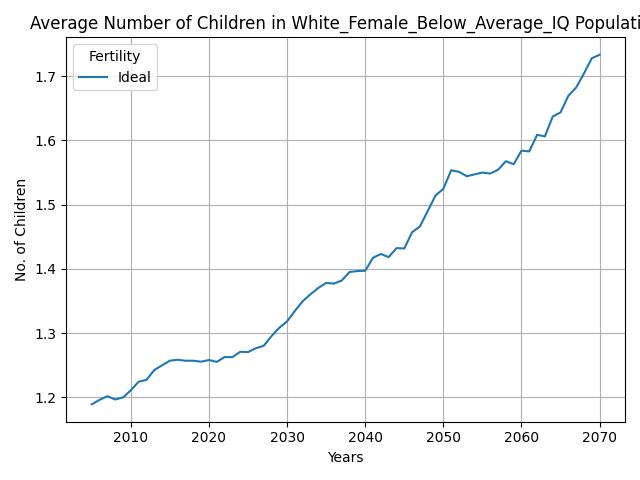 Average Number of Children in White_Female_Below_Average_IQ Populati
Fertility
Ideal
No. of Children
1.7
1.6
1.5
1.4
1.3
1.2
2010 2020 2030 2040 2050 2060 2070
Years